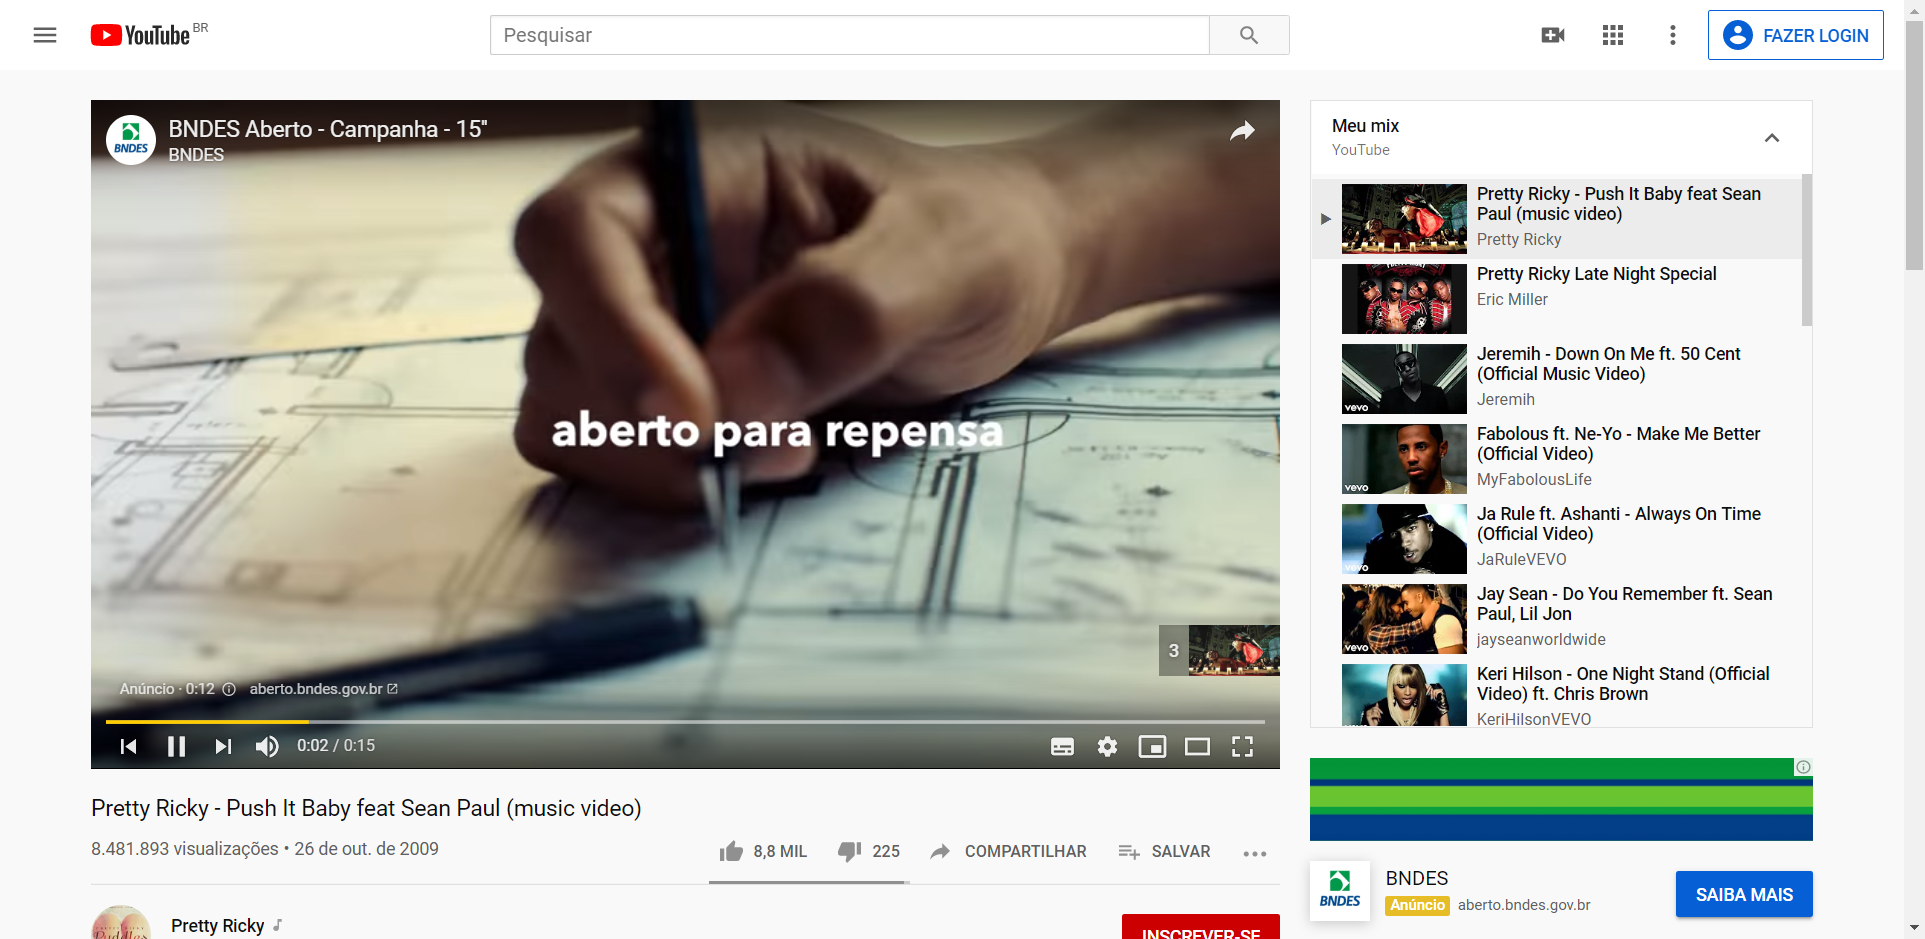 YouTube BR
Pesquisar
FAZER LOGIN
BNDES
BNDES Aberto - Campanha - 15"
BNDES
aberto para repensa
3
Anúncio · 0:12 aberto.bndes.gov.br
0:02 / 0:15
Pretty Ricky - Push It Baby feat Sean Paul (music video)
8.481.893 visualizações • 26 de out. de 2009
8,8 MIL
225
COMPARTILHAR
SALVAR
Pretty Ricky
INSCREVER-SE
Meu mix
YouTube
Pretty Ricky - Push It Baby feat Sean
Paul (music video)
Pretty Ricky
Pretty Ricky Late Night Special
Eric Miller
vevo
Jeremih - Down On Me ft. 50 Cent
(Official Music Video)
Jeremih
vevo
Fabolous ft. Ne-Yo - Make Me Better
(Official Video)
MyFabolousLife
vevo
Ja Rule ft. Ashanti - Always On Time
(Official Video)
JaRuleVEVO
vevo
Jay Sean - Do You Remember ft. Sean
Paul, Lil Jon
jayseanworldwide
vevo
Keri Hilson - One Night Stand (Official
Video) ft. Chris Brown
KeriHilsonVEVO
BNDES
BNDES
Anúncio aberto.bndes.gov.br
SAIBA MAIS